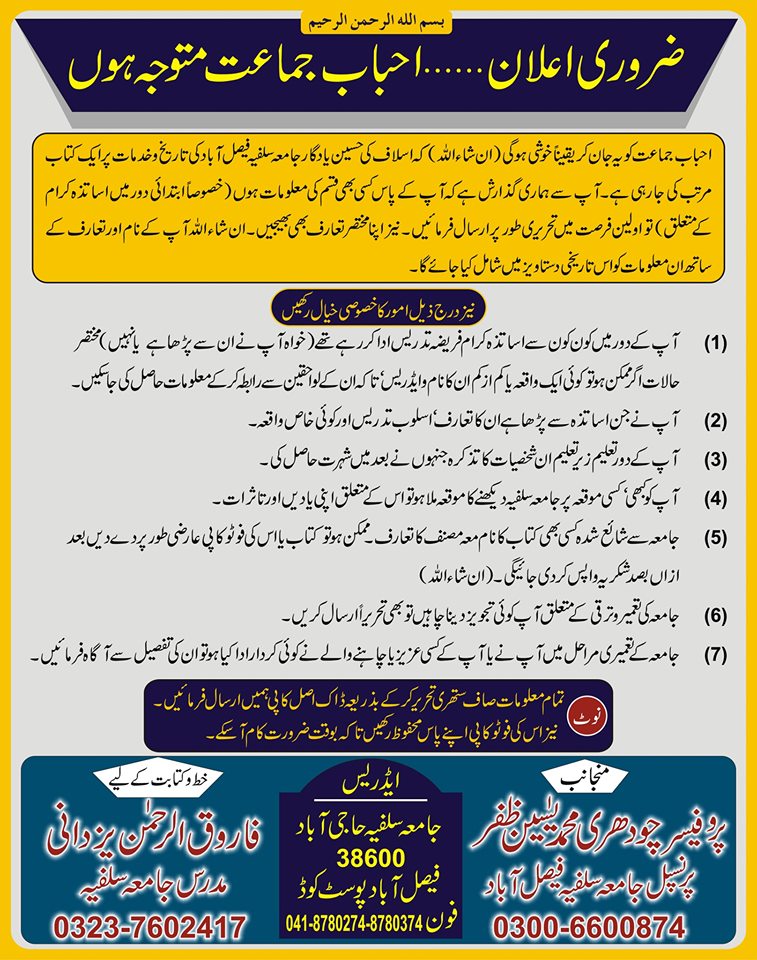 بسم الله الرحمن الرحيم
ضروری اعلان ......احباب جماعت متوجہ ہوں
احباب جماعت کو یہ جان کر یقیناً خوشی ہوگی (ان شاء اللہ) کہ اسلاف کی حسین یادگار جامعہ سلفیہ فیصل آباد کی تاریخ و خدمات پر ایک کتاب
مرتب کی جارہی ہے۔ آپ سے ہماری گذارش ہے کہ آپ کے پاس کسی بھی قسم کی معلومات ہوں (خصوصاً ابتدائی دور میں اساتذہ کرام
کے متعلق) تو اولین فرصت میں تحریری طور پر ارسال فرمائیں۔ نیز اپنا مختصر تعارف بھی بھیجیں۔ ان شاء اللہ آپ کے نام اور تعارف کے
ساتھ ان معلومات کو اس تاریخی دستاویز میں شامل کیا جائے گا۔
نیز درج ذیل امور کا خصوصی خیال رکھیں
(1) آپ کے دور میں کون کون سے اساتذہ کرام فریضہ تدریس ادا کر رہے تھے (خواہ آپ نے ان سے پڑھا ہے یا نہیں) مختصر
حالات اگر ممکن ہو تو کوئی ایک واقعہ یا کم از کم ان کا نام و ایڈریس' تاکہ ان کے لواحقین سے رابطہ کر کے معلومات حاصل کی جاسکیں۔
(2) آپ نے جن اساتذہ سے پڑھا ہے ان کا تعارف' اسلوب تدریس اور کوئی خاص واقعہ۔
(3) آپ کے دور تعلیم زیر تعلیم ان شخصیات کا تذکرہ جنہوں نے بعد میں شہرت حاصل کی۔
(4) آپ کو کبھی' کسی موقعہ پر جامعہ سلفیہ دیکھنے کا موقعہ ملا ہو تو اس کے متعلق اپنی یادیں اور تاثرات۔
(5) جامعہ سے شائع شدہ کسی بھی کتاب کا نام معہ مصنف کا تعارف۔ ممکن ہو تو کتاب یا اس کی فوٹو کاپی عارضی طور پر دے دیں بعد
ازاں بصد شکریہ واپس کر دی جائیگی۔ (ان شاء اللہ)
(6) جامعہ کی تعمیر و ترقی کے متعلق آپ کوئی تجویز دینا چاہیں تو بھی تحریراً ارسال کریں۔
(7) جامعہ کے تعمیری مراحل میں آپ نے یا آپ کے کسی عزیز یا چاہنے والے نے کوئی کردار ادا کیا ہو تو ان کی تفصیل سے آگاہ فرمائیں۔
نوٹ
تمام معلومات صاف ستھری تحریر کر کے بذریعہ ڈاک اصل کاپی ہمیں ارسال فرمائیں۔
نیز اس کی فوٹو کاپی اپنے پاس محفوظ رکھیں تاکہ بوقت ضرورت کام آسکے۔
منجانب
پروفیسر چودھری محمد یٰسین ظفر
پرنسپل جامعہ سلفیہ فیصل آباد
0300-6600874
ایڈریس
جامعہ سلفیہ حاجی آباد
38600
فیصل آباد پوسٹ کوڈ
فون 041-8780274-8780374
خط و کتابت کے لیے
فاروق الرحمٰن یزدانی
مدرس جامعہ سلفیہ
0323-7602417